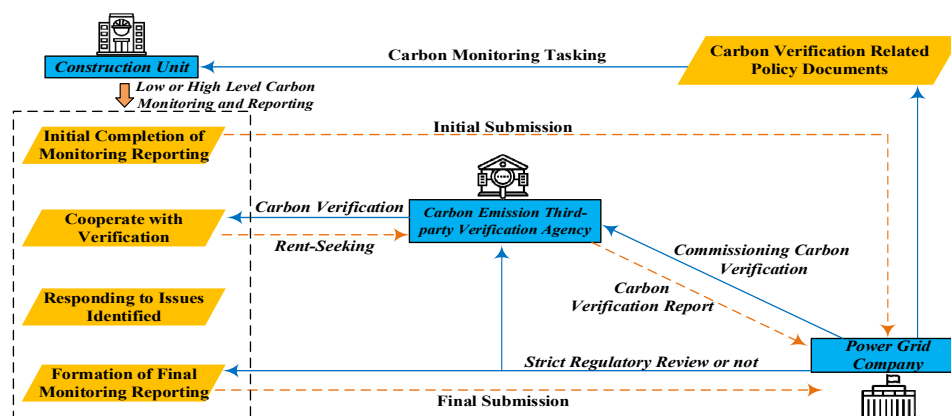 Construction Unit
Carbon Monitoring Tasking
Carbon Verification Related
Policy Documents
Low or High Level Carbon
Monitoring and Reporting
Initial Completion of
Monitoring Reporting
Initial Submission
Cooperate with
Verification
Carbon Verification
Rent-Seeking
Carbon Emission Third-
party Verification Agency
Commissioning Carbon
Verification
Carbon
Verification Report
Responding to Issues
Identified
Formation of Final
Monitoring Reporting
Strict Regulatory Review or not
Final Submission
Power Grid
Company